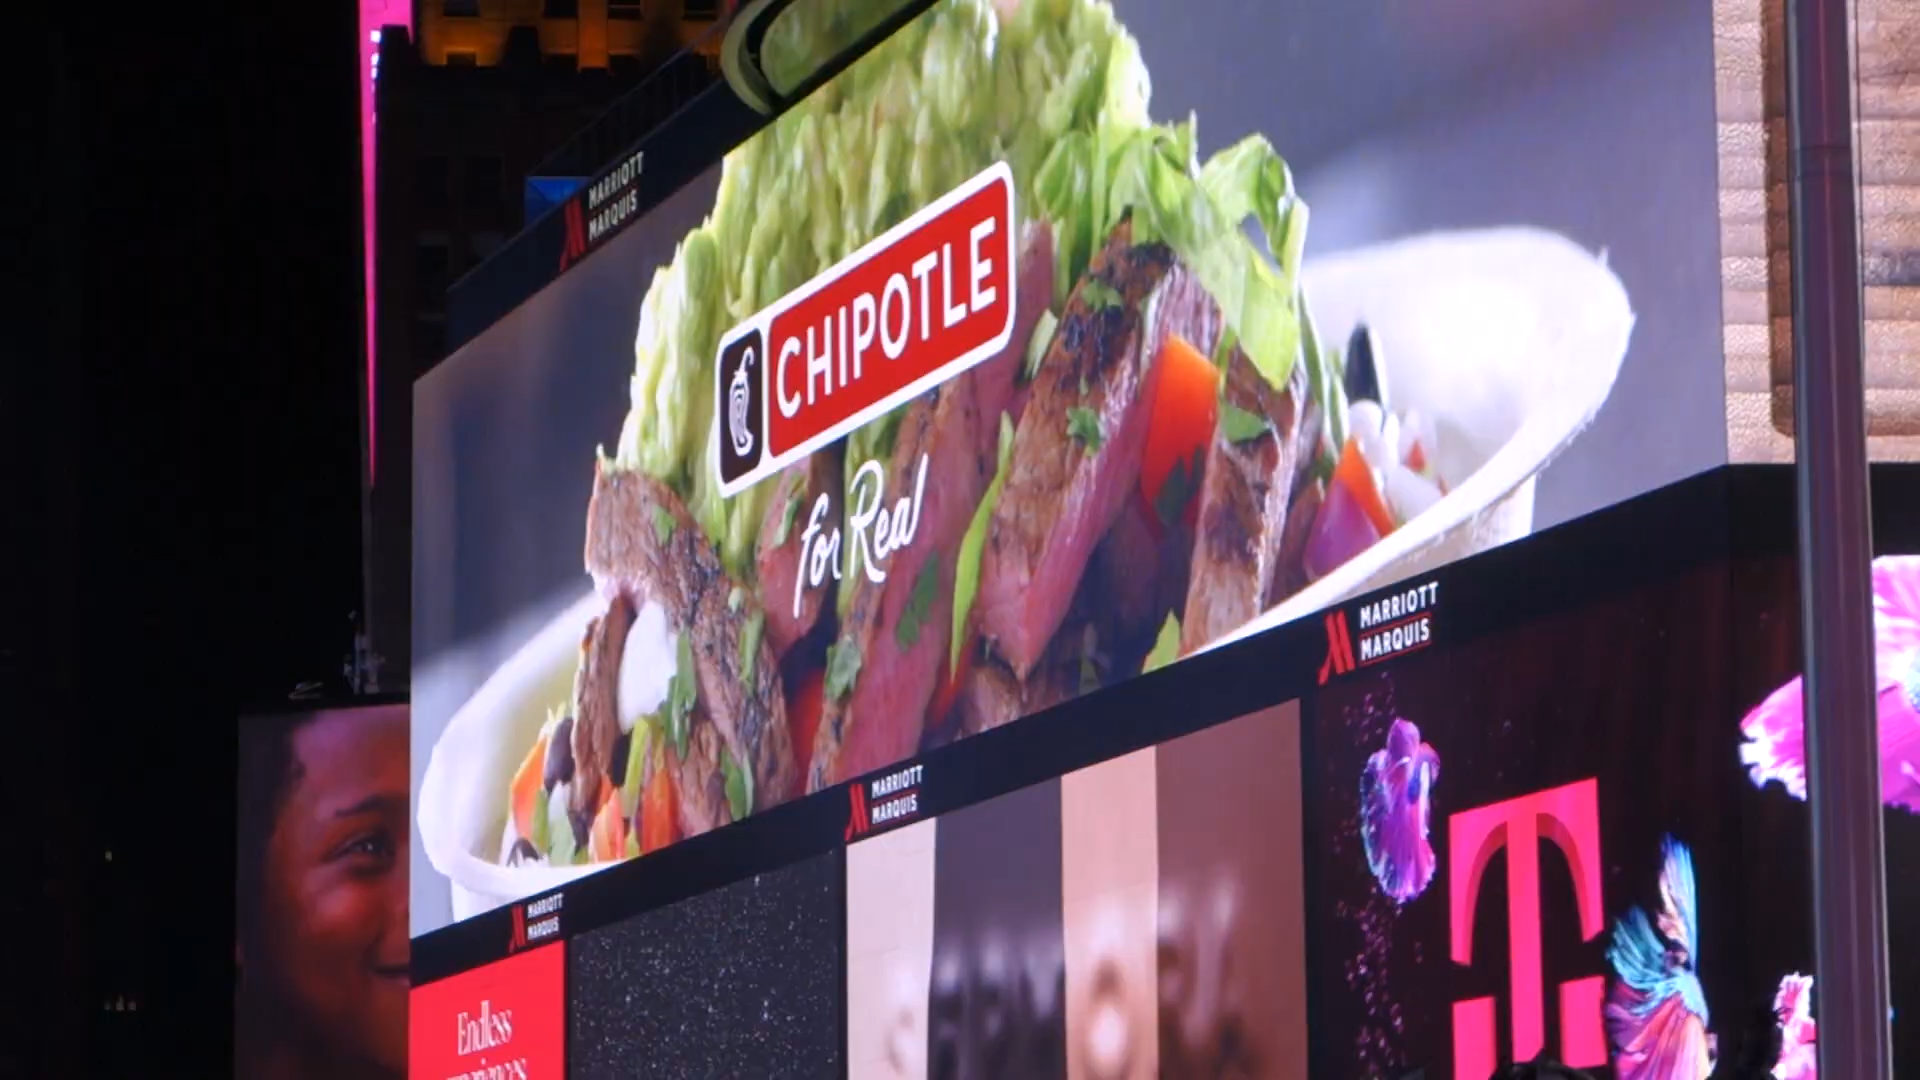 MARRIOTT
MARQUIS
CHIPOTLE
for Real
MARRIOTT
MARQUIS
MARRIOTT
MARQUIS
MARRIOTT
MARQUIS
T
Endless